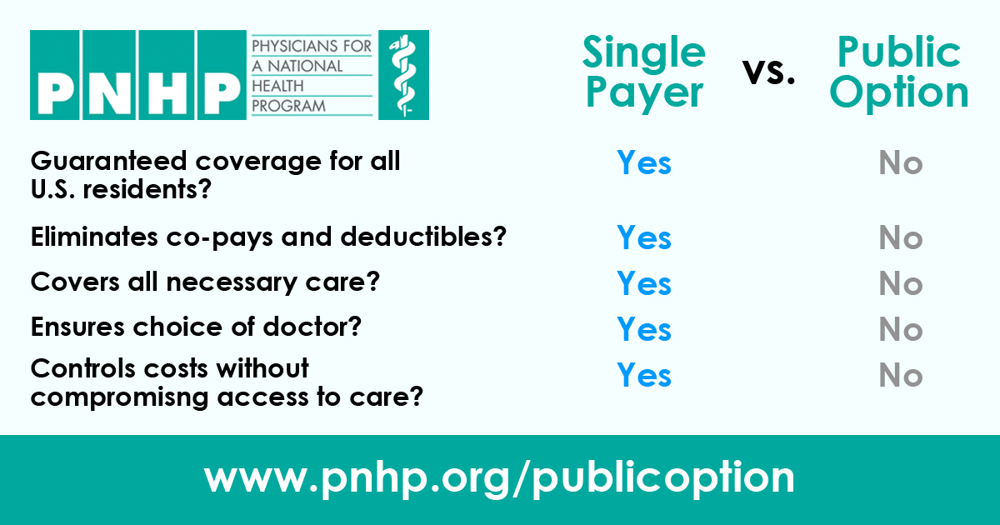 PNHP
PHYSICIANS FOR
A NATIONAL
HEALTH
PROGRAM
Single
Payer
vs.
Public
Option
Guaranteed coverage for all
U.S. residents?
Yes
No
Eliminates co-pays and deductibles?
Yes
No
Covers all necessary care?
Yes
No
Ensures choice of doctor?
Yes
No
Controls costs without
compromisng access to care?
Yes
No
www.pnhp.org/publicoption